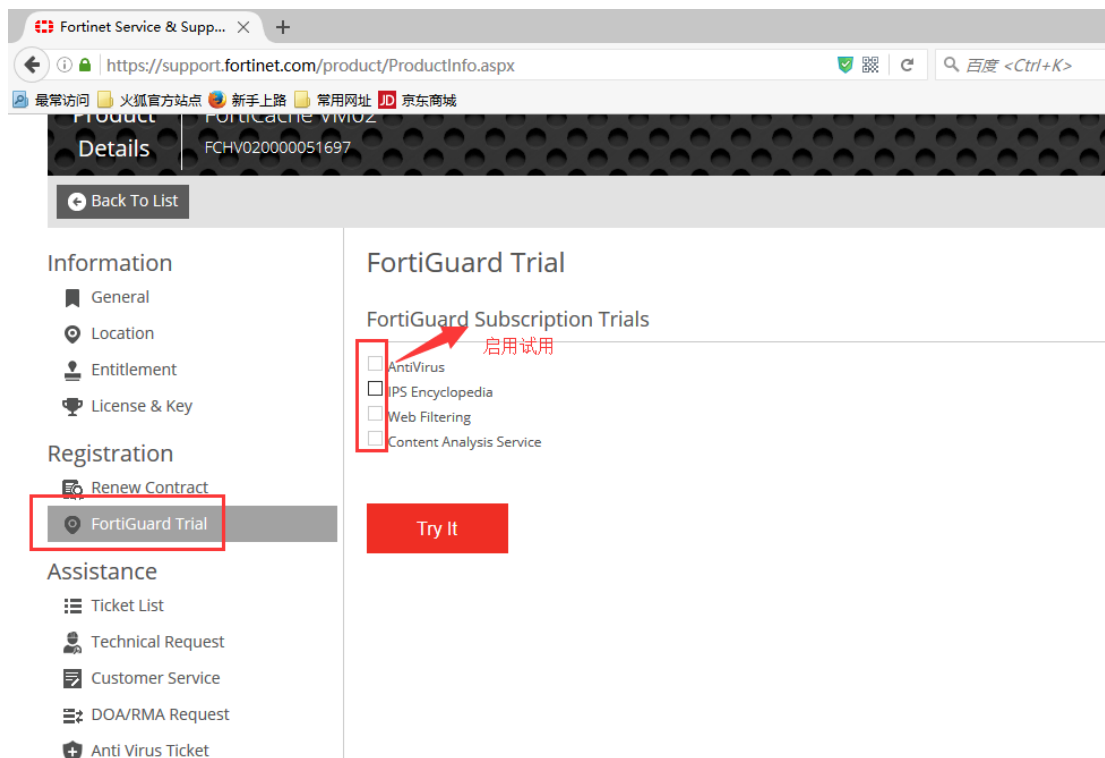 Fortinet Service & Supp...
https://support.fortinet.com/product/ProductInfo.aspx
百度 <Ctrl+K>
最常访问 火狐官方站点 新手上路 常用网址 JD 京东商城
Product FortiCache VM02
Details FCHV020000051697
Back To List
Information
General
Location
Entitlement
License & Key
Registration
Renew Contract
FortiGuard Trial
Assistance
Ticket List
Technical Request
Customer Service
DOA/RMA Request
Anti Virus Ticket
FortiGuard Trial
FortiGuard Subscription Trials
启用试用
AntiVirus
IPS Encyclopedia
Web Filtering
Content Analysis Service
Try It